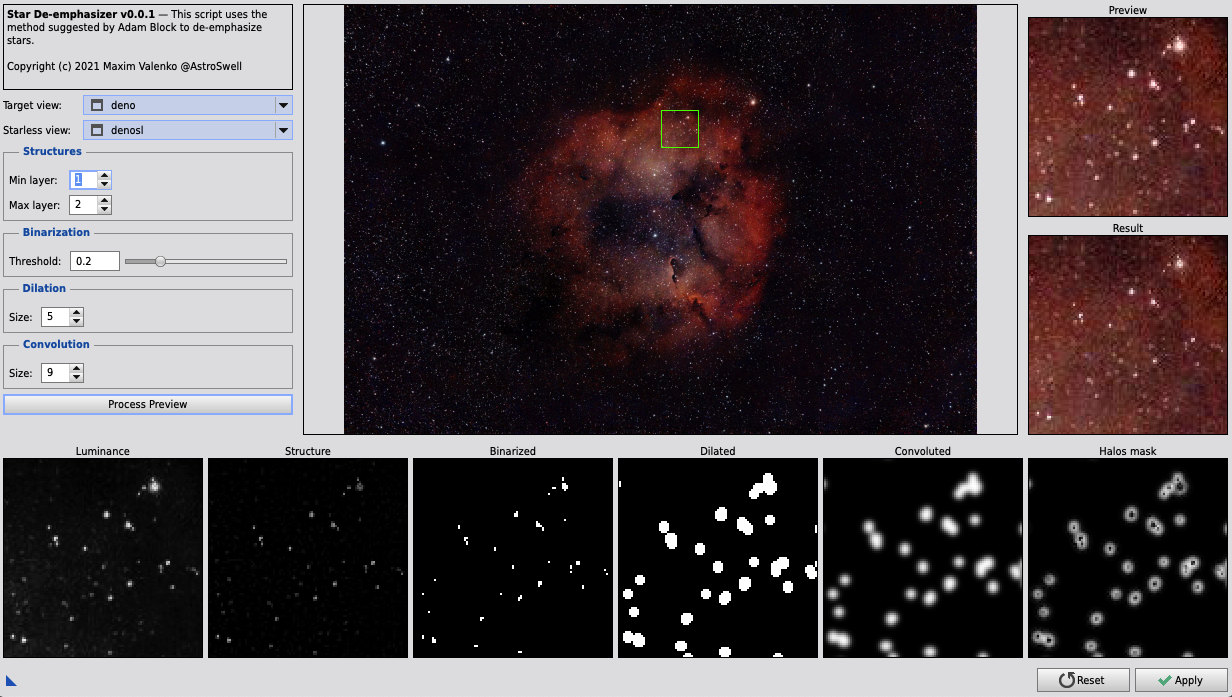 Star De-emphasizer v0.0.1 — This script uses the
method suggested by Adam Block to de-emphasize
stars.
Copyright (c) 2021 Maxim Valenko @AstroSwell
Target view: deno
Starless view: denosl
Structures
Min layer: 1
Max layer: 2
Binarization
Threshold: 0.2
Dilation
Size: 5
Convolution
Size: 9
Process Preview
Preview
Result
Luminance
Structure
Binarized
Dilated
Convoluted
Halos mask
Reset
Apply